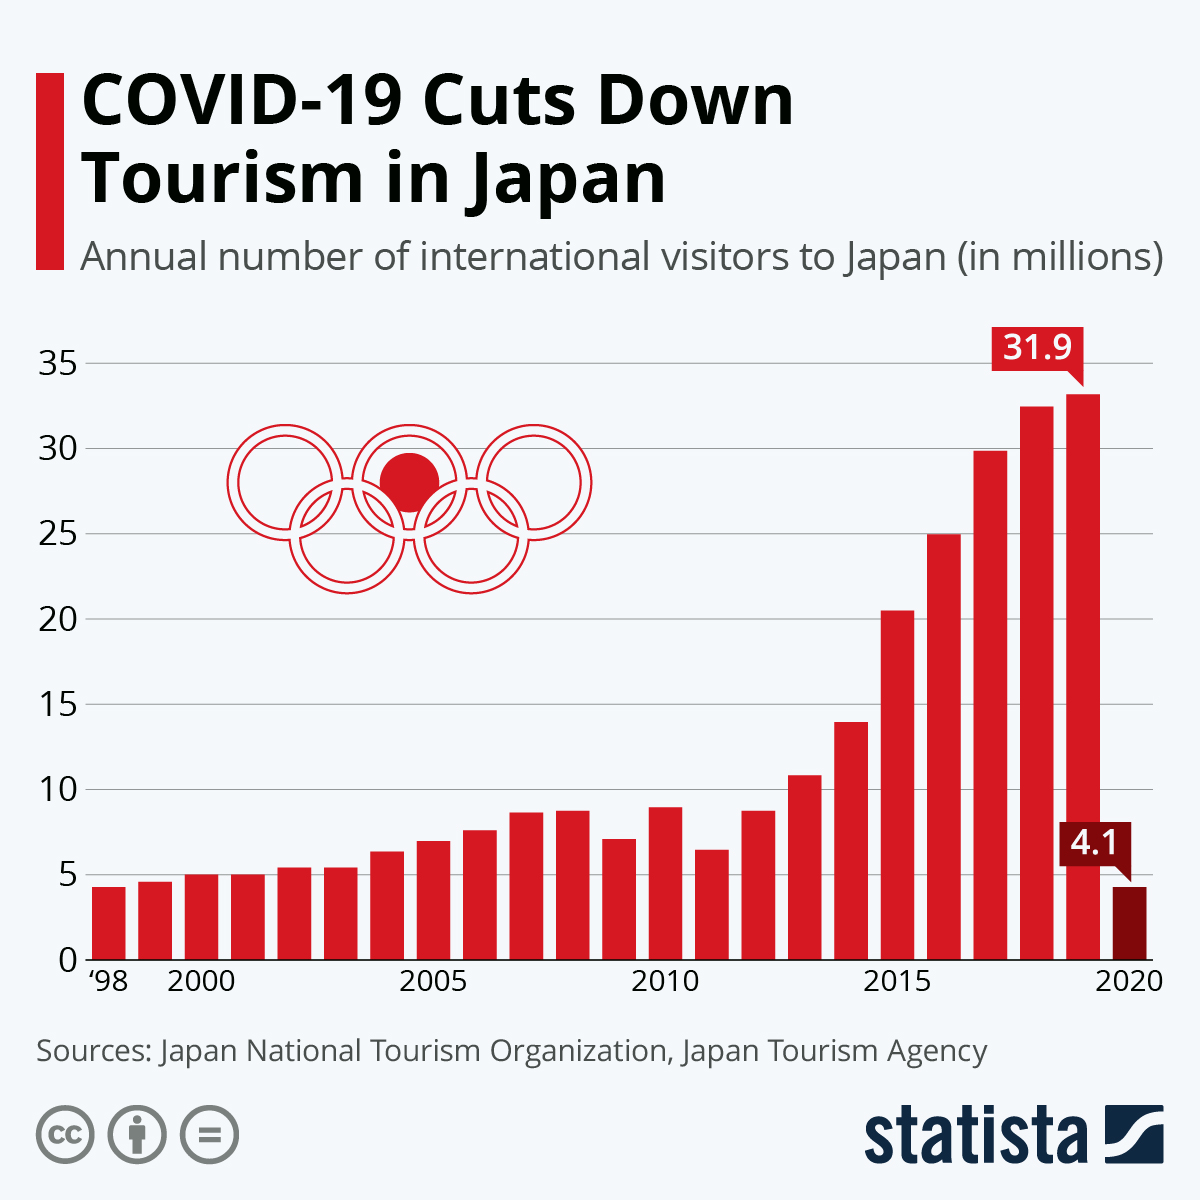 COVID-19 Cuts Down
Tourism in Japan
Annual number of international visitors to Japan (in millions)
31.9
35
30
25
20
15
10
4.1
5
0
‘98 2000 2005 2010 2015 2020
Sources: Japan National Tourism Organization, Japan Tourism Agency
cc =
statista